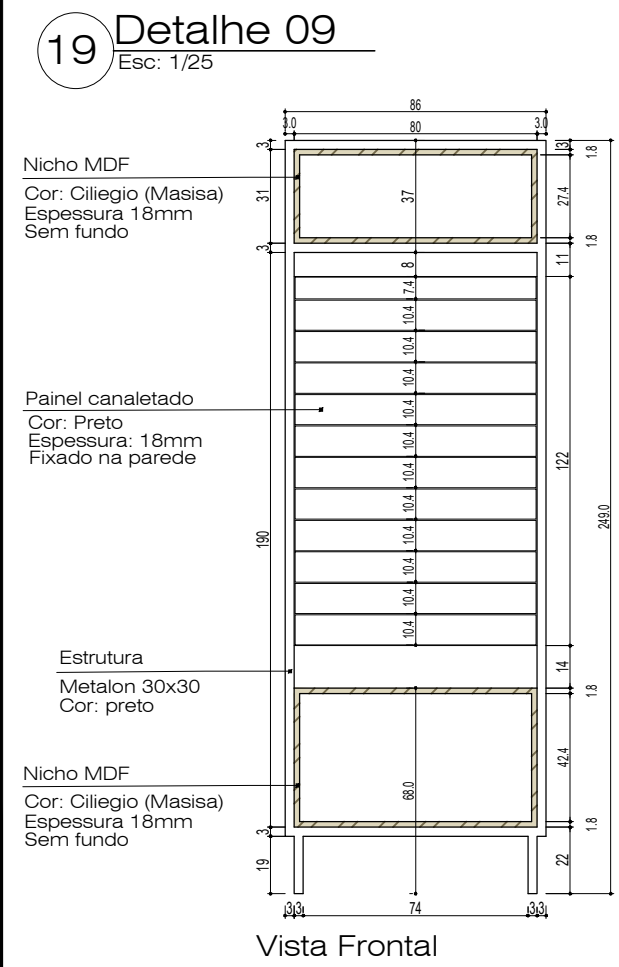 19
Detalhe 09
Esc: 1/25
86
3.0 80 3.0
Nicho MDF
Cor: Ciliegio (Masisa)
Espessura 18mm
Sem fundo
3
31
3
37
3
1.8
27.4
1.8
11
8
7.4
10.4
10.4
10.4
10.4
10.4
10.4
10.4
10.4
10.4
10.4
10.4
Painel canaletado
Cor: Preto
Espessura: 18mm
Fixado na parede
122
249.0
190
Estrutura
Metalon 30x30
Cor: preto
14
1.8
42.4
1.8
68.0
Nicho MDF
Cor: Ciliegio (Masisa)
Espessura 18mm
Sem fundo
3
19
22
3 3 74 3 3
Vista Frontal